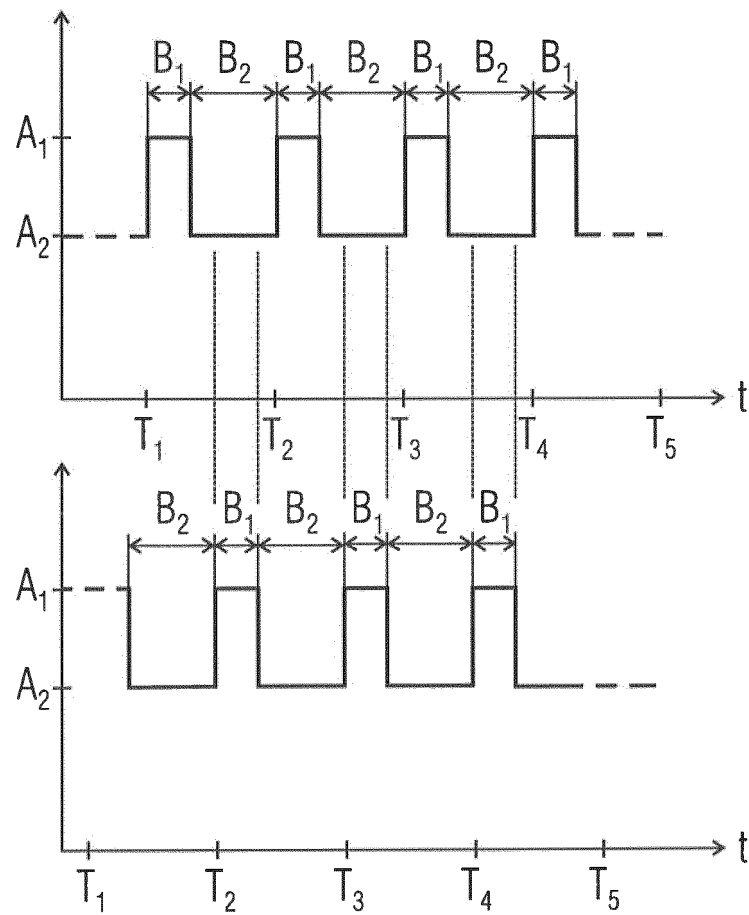 B₁ B₂ B₁ B₂ B₁ B₂ B₁
A₁
A₂
t
T₁ T₂ T₃ T₄ T₅
B₂ B₁ B₂ B₁ B₂ B₁
A₁
A₂
t
T₁ T₂ T₃ T₄ T₅